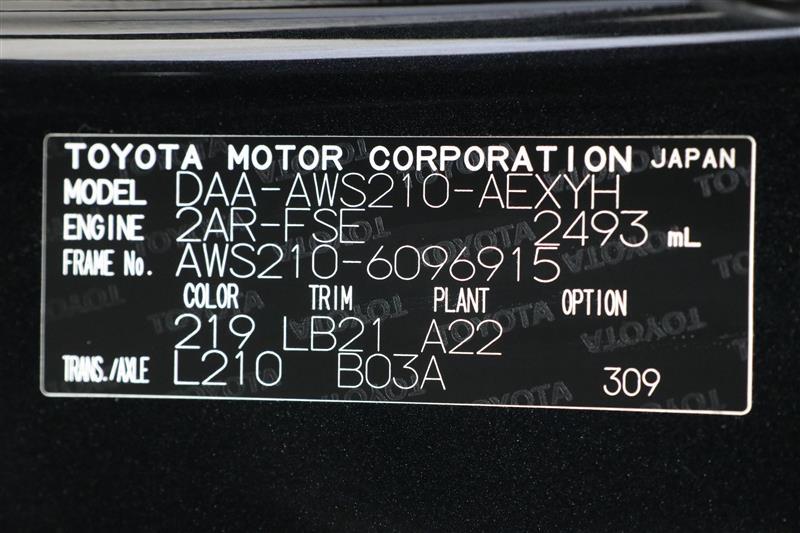 TOYOTA MOTOR CORPORATION JAPAN
MODEL DAA-AWS210-AEXYH
ENGINE 2AR-FSE 2493 mL
FRAME No. AWS210-6096915
COLOR TRIM PLANT OPTION
219 LB21 A22
TRANS./AXLE L210 B03A 309